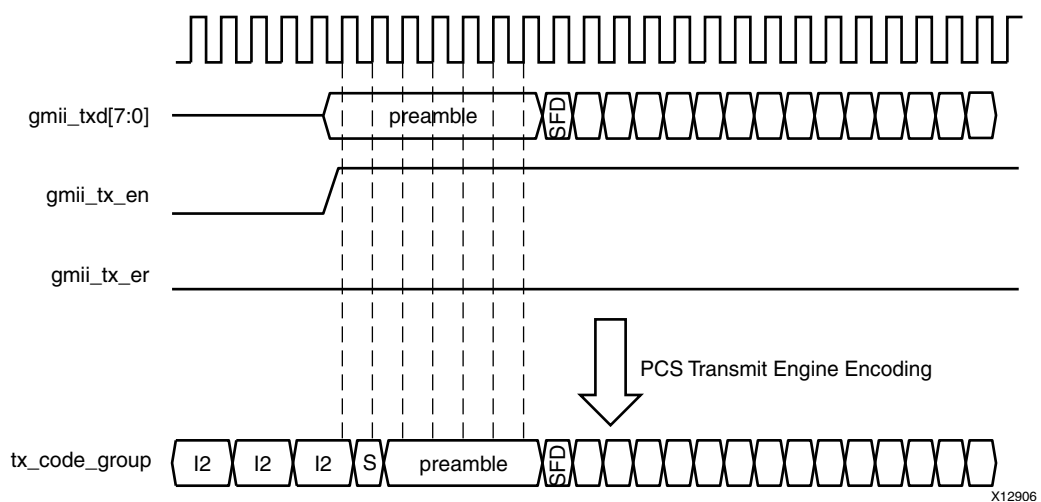 gmii_txd[7:0]
preamble
SFD
gmii_tx_en
gmii_tx_er
PCS Transmit Engine Encoding
tx_code_group
I2
I2
I2
S
preamble
SFD
X12906